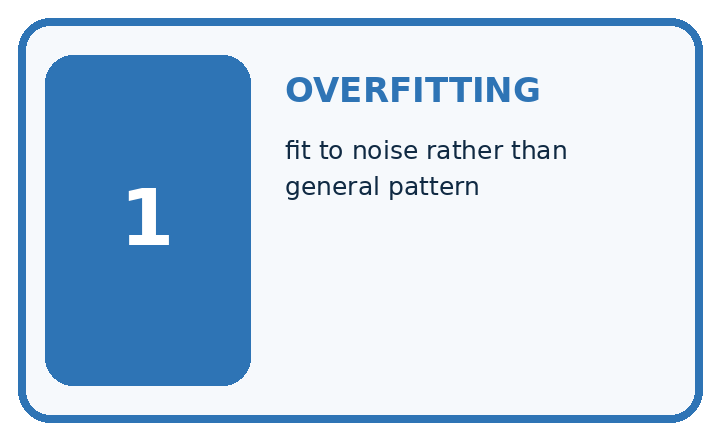 1
OVERFITTING
fit to noise rather than
general pattern